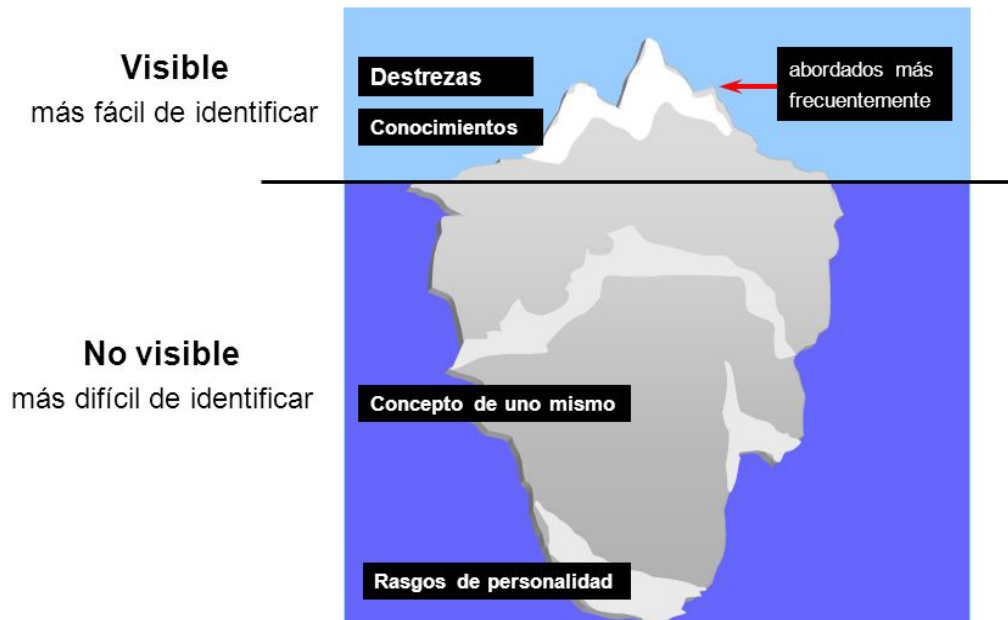 Visible
más fácil de identificar
Destrezas
Conocimientos
abordados más
frecuentemente
No visible
más difícil de identificar
Concepto de uno mismo
Rasgos de personalidad